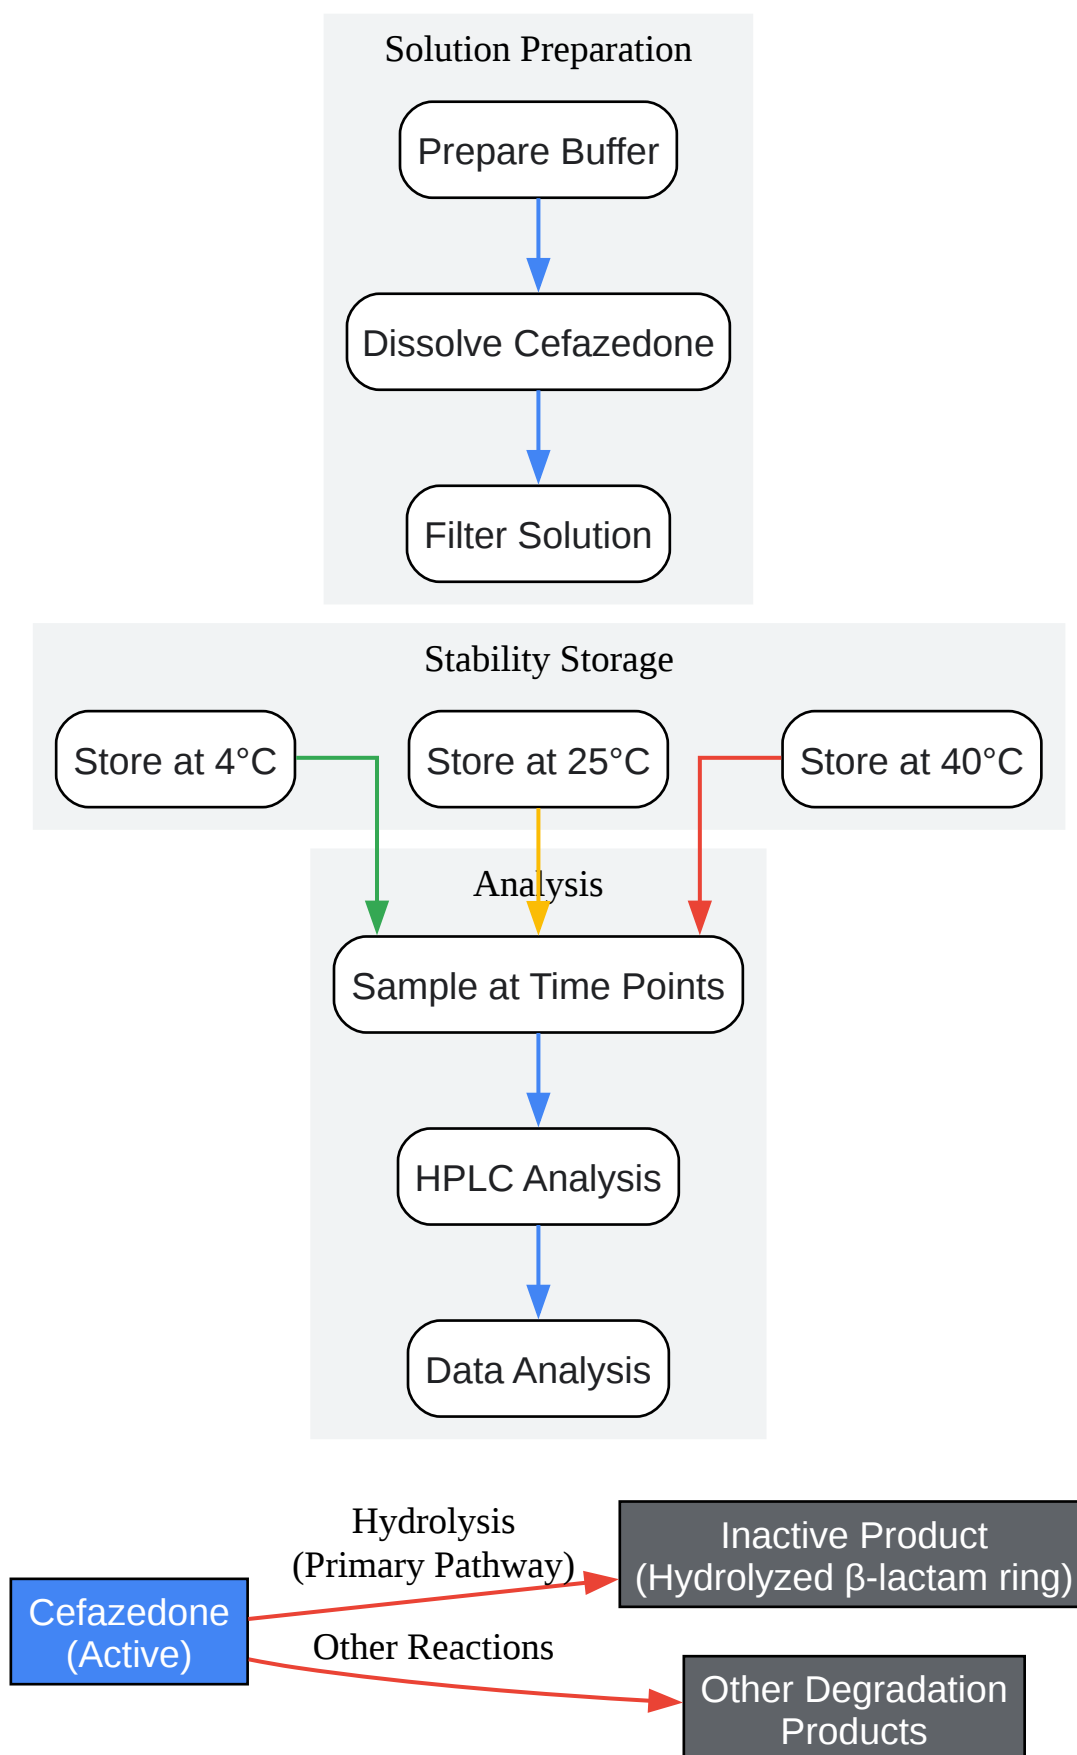 Solution Preparation
Prepare Buffer
Dissolve Cefazedone
Filter Solution
Stability Storage
Store at 4°C
Store at 25°C
Store at 40°C
Analysis
Sample at Time Points
HPLC Analysis
Data Analysis
Hydrolysis
(Primary Pathway)
Inactive Product
(Hydrolyzed β-lactam ring)
Cefazedone
(Active)
Other Reactions
Other Degradation
Products